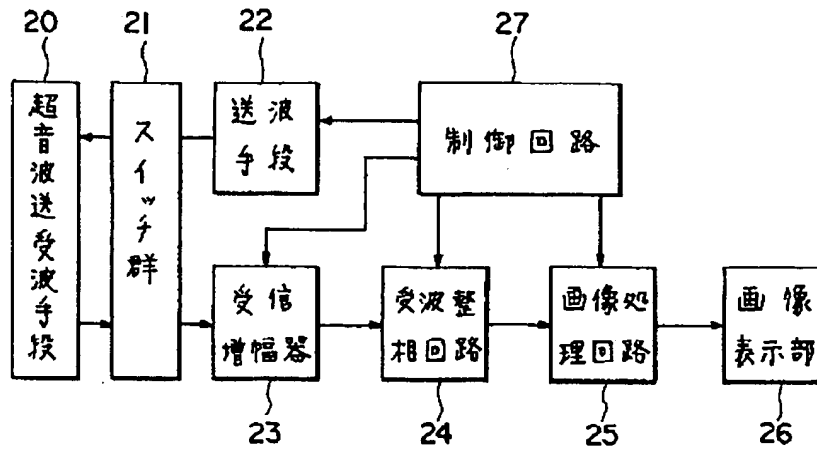 20
21
22
27
超音波送受波手段
スイッチ群
送波
手段
制御回路
受信
増幅器
受波整
相回路
画像処
理回路
画像
表示部
23
24
25
26